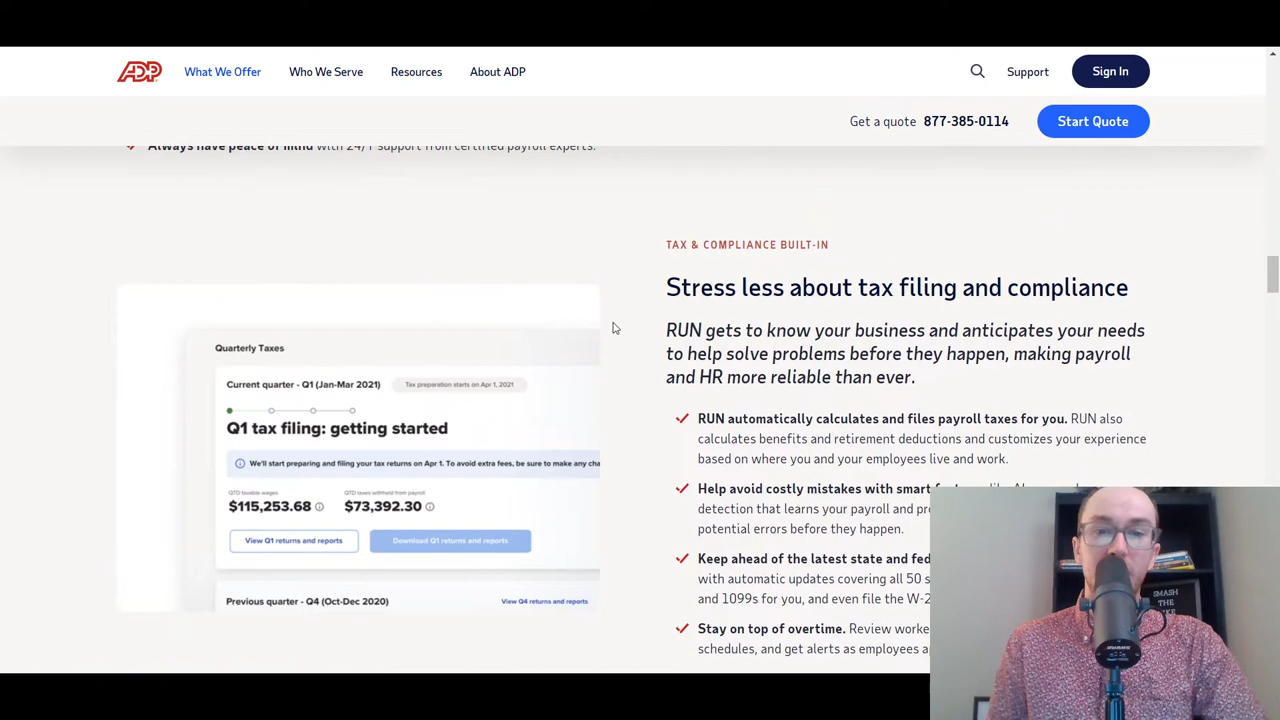 ADP
What We Offer
Who We Serve
Resources
About ADP
Support
Sign In
Get a quote 877-385-0114
Start Quote
Always have peace of mind with 24/7 support from certified payroll experts.
Quarterly Taxes
Current quarter - Q1 (Jan-Mar 2021)
Tax preparation starts on Apr 1, 2021
Q1 tax filing: getting started
We'll start preparing and filing your tax returns on Apr 1. To avoid extra fees, be sure to make any cha
QTD taxable wages
$115,253.68
QTD taxes withheld from payroll
$73,392.30
View Q1 returns and reports
Download Q1 returns and reports
Previous quarter - Q4 (Oct-Dec 2020)
View Q4 returns and reports
TAX & COMPLIANCE BUILT-IN
Stress less about tax filing and compliance
RUN gets to know your business and anticipates your needs
to help solve problems before they happen, making payroll
and HR more reliable than ever.
RUN automatically calculates and files payroll taxes for you. RUN also
calculates benefits and retirement deductions and customizes your experience
based on where you and your employees live and work.
Help avoid costly mistakes with smart
detection that learns your payroll and
potential errors before they happen.
Keep ahead of the latest state and
with automatic updates covering all 50
and 1099s for you, and even file the
Stay on top of overtime. Review
schedules, and get alerts as employees
SMASH
THE